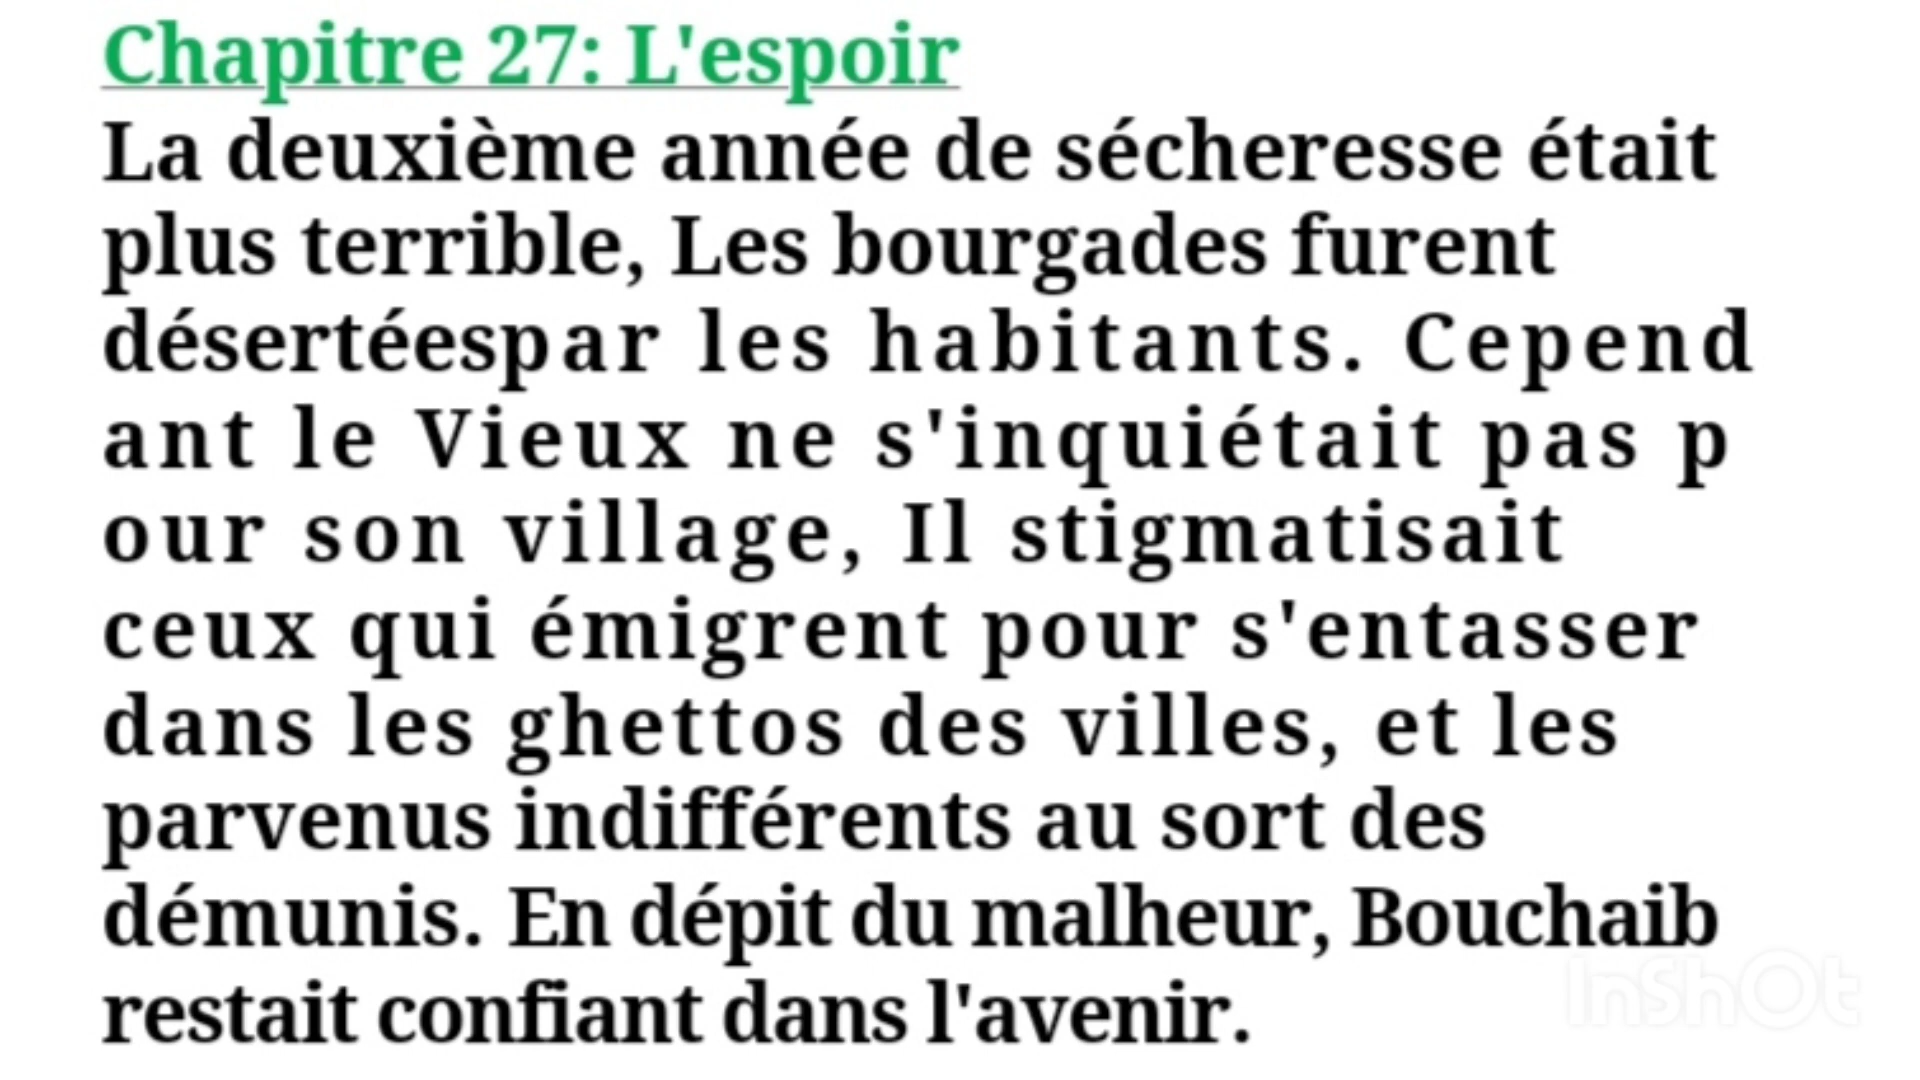 Chapitre 27: L'espoir
La deuxième année de sécheresse était
plus terrible, Les bourgades furent
désertéespar les habitants. Cepend
ant le Vieux ne s'inquiétait pas p
our son village, Il stigmatisait
ceux qui émigrent pour s'entasser
dans les ghettos des villes, et les
parvenus indifférents au sort des
démunis. En dépit du malheur, Bouchaib
restait confiant dans l'avenir.
InShOt